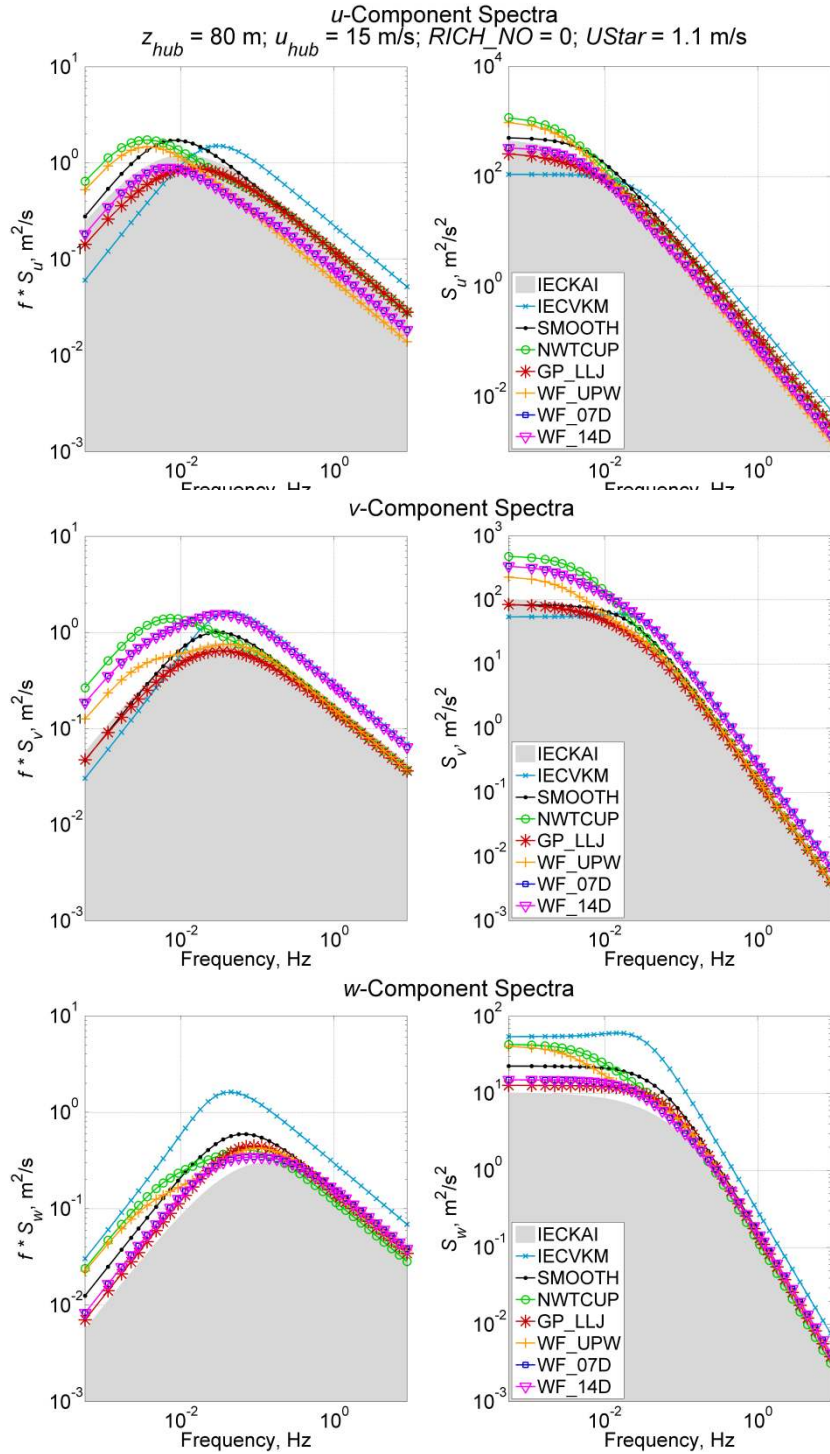 u-Component Spectra
z_hub = 80 m; u_hub = 15 m/s; RICH_NO = 0; UStar = 1.1 m/s
10^1
10^0
10^-1
10^-2
10^-3
f * S_u, m^2/s
10^-2
10^0
Frequency, Hz
10^4
10^2
10^0
10^-2
S_u, m^2/s^2
IECKAI
IECVKM
SMOOTH
NWTCUP
GP_LLJ
WF_UPW
WF_07D
WF_14D
10^-2
10^0
Frequency, Hz
v-Component Spectra
10^1
10^0
10^-1
10^-2
10^-3
f * S_v, m^2/s
10^-2
10^0
Frequency, Hz
10^3
10^2
10^1
10^0
10^-1
10^-2
10^-3
S_v, m^2/s^2
IECKAI
IECVKM
SMOOTH
NWTCUP
GP_LLJ
WF_UPW
WF_07D
WF_14D
10^-2
10^0
Frequency, Hz
w-Component Spectra
10^1
10^0
10^-1
10^-2
10^-3
f * S_w, m^2/s
10^-2
10^0
Frequency, Hz
10^2
10^1
10^0
10^-1
10^-2
10^-3
S_w, m^2/s^2
IECKAI
IECVKM
SMOOTH
NWTCUP
GP_LLJ
WF_UPW
WF_07D
WF_14D
10^-2
10^0
Frequency, Hz